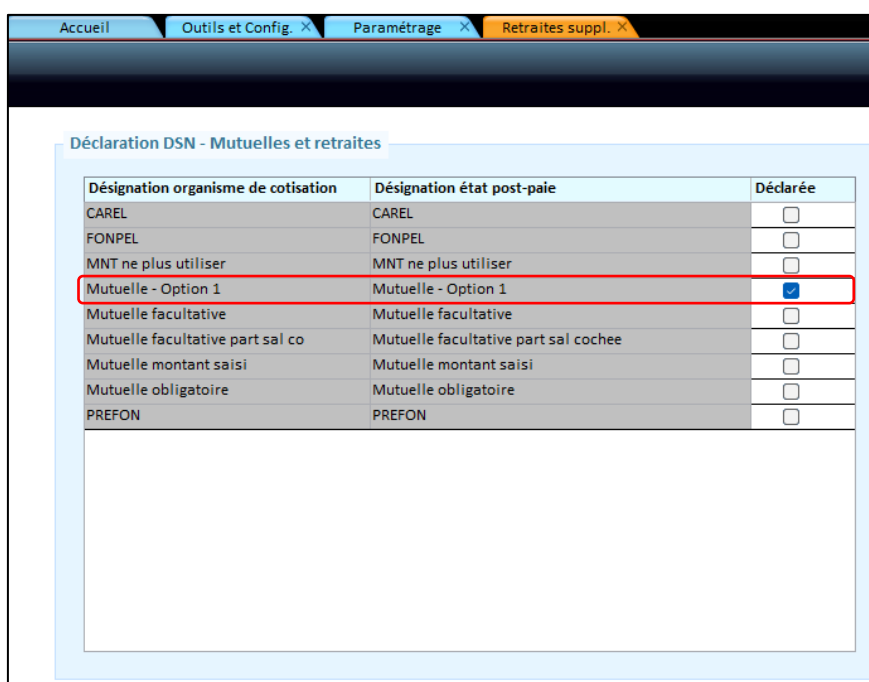 Accueil Outils et Config. Paramétrage Retraites suppl.
Déclaration DSN - Mutuelles et retraites
Désignation organisme de cotisation Désignation état post-paie Déclarée
CAREL CAREL
FONPEL FONPEL
MNT ne plus utiliser MNT ne plus utiliser
Mutuelle - Option 1 Mutuelle - Option 1
Mutuelle facultative Mutuelle facultative
Mutuelle facultative part sal co Mutuelle facultative part sal cochee
Mutuelle montant saisi Mutuelle montant saisi
Mutuelle obligatoire Mutuelle obligatoire
PREFON PREFON